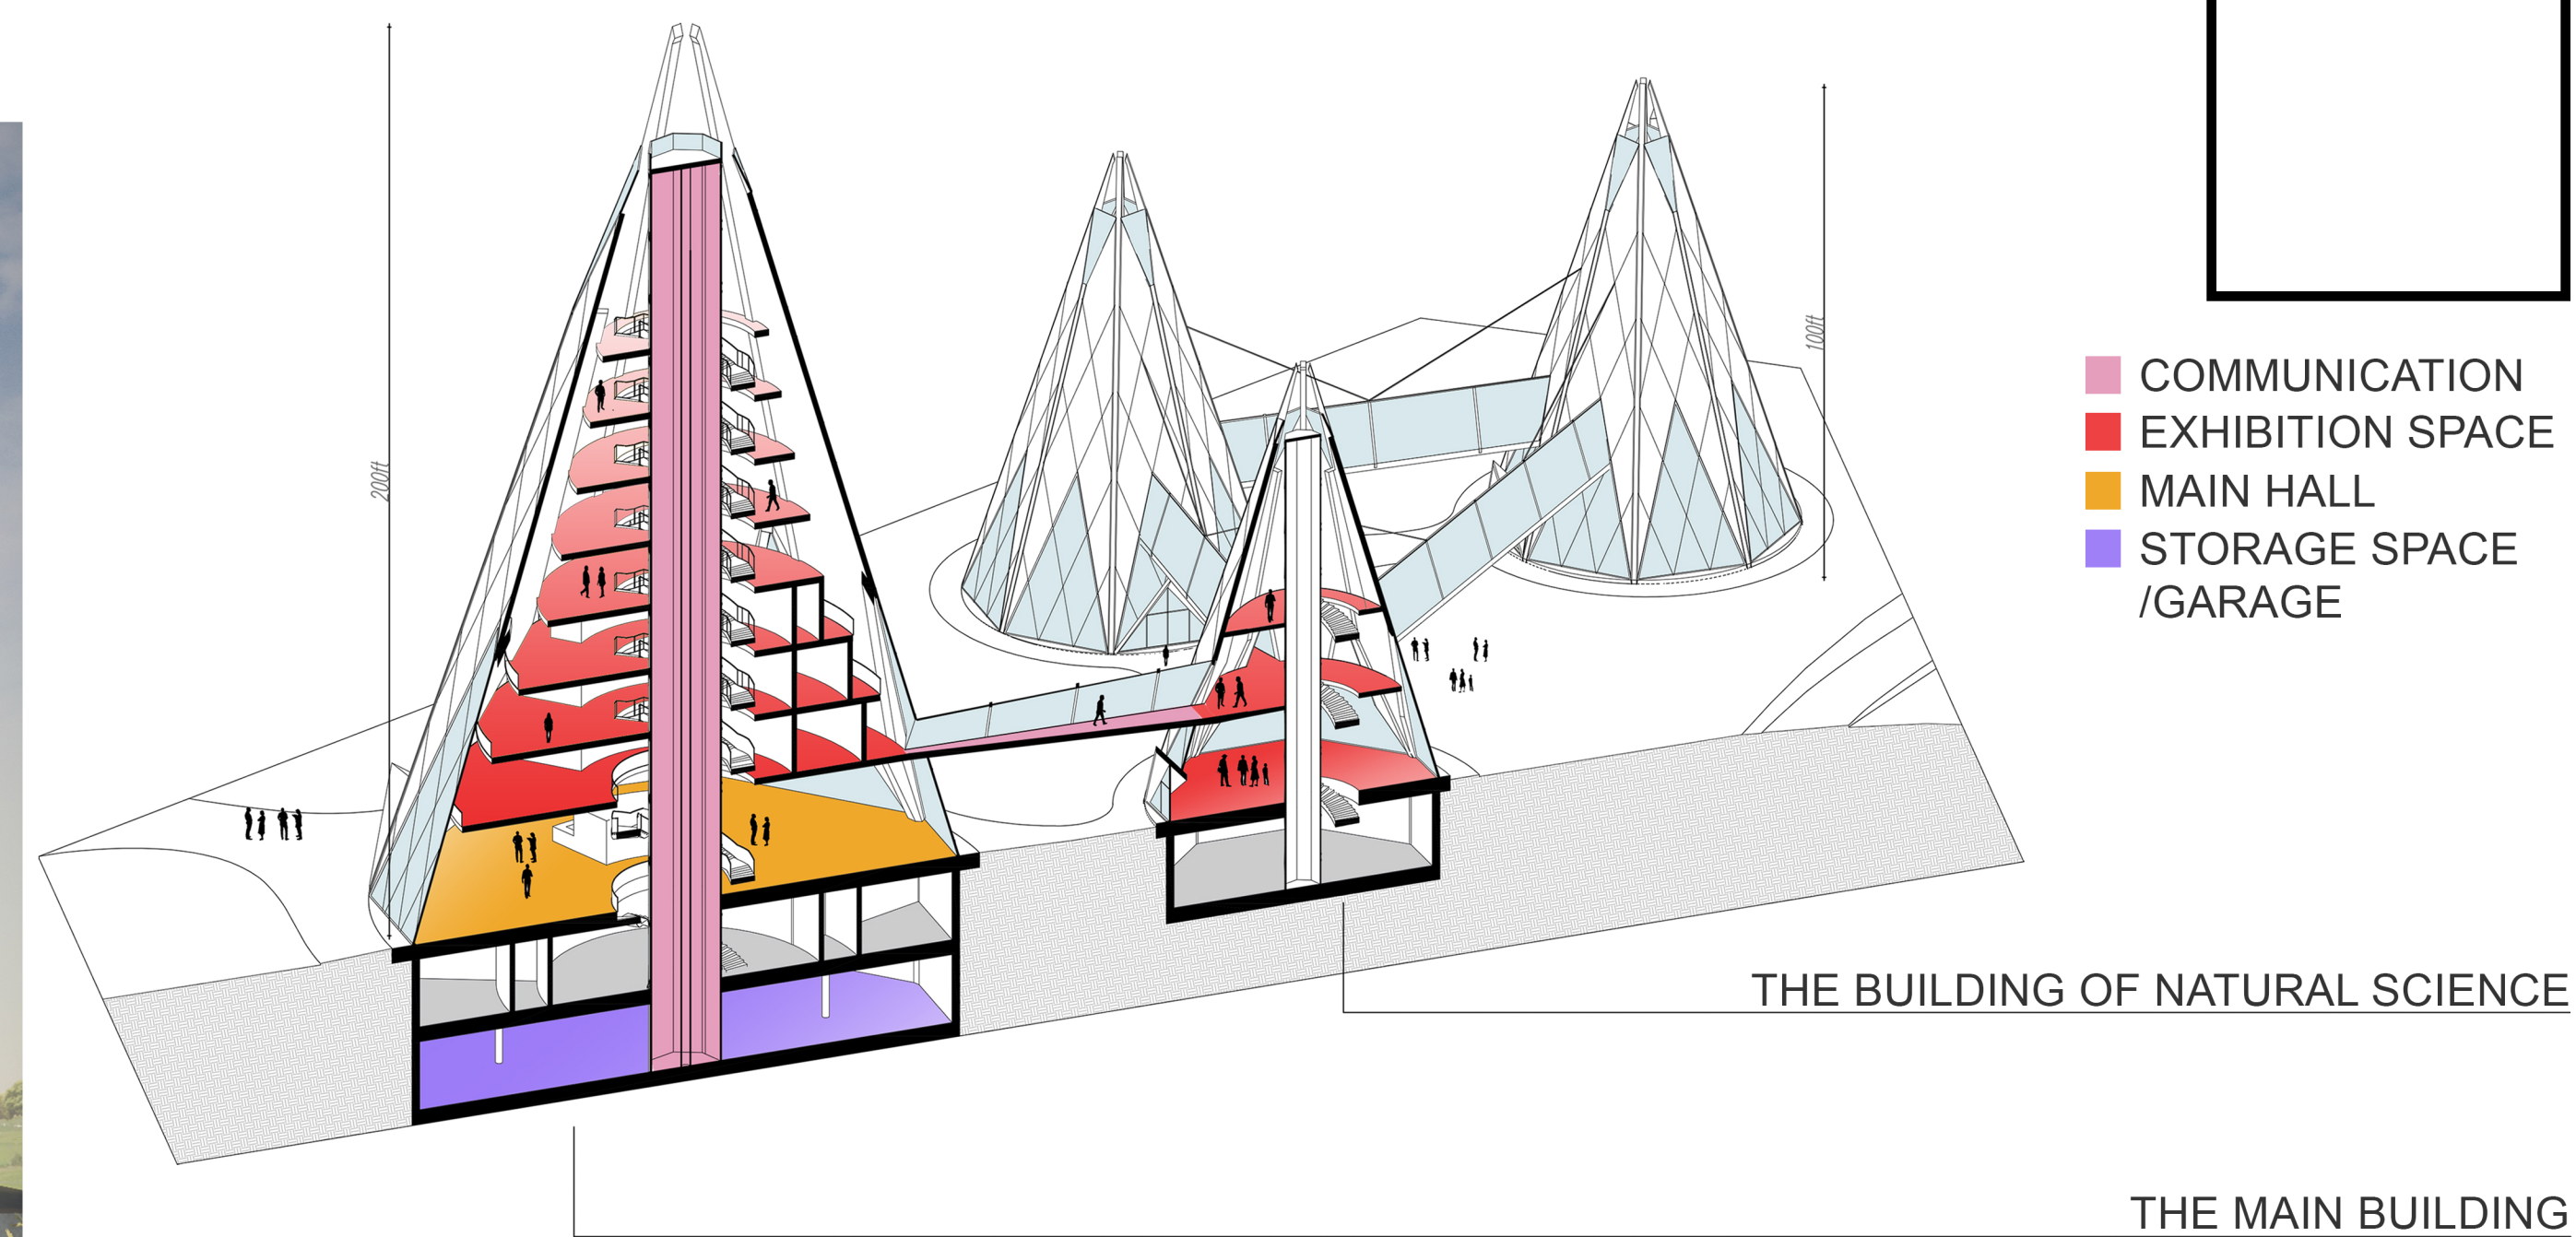 200ft
100ft
COMMUNICATION
EXHIBITION SPACE
MAIN HALL
STORAGE SPACE
/GARAGE
THE BUILDING OF NATURAL SCIENCE
THE MAIN BUILDING